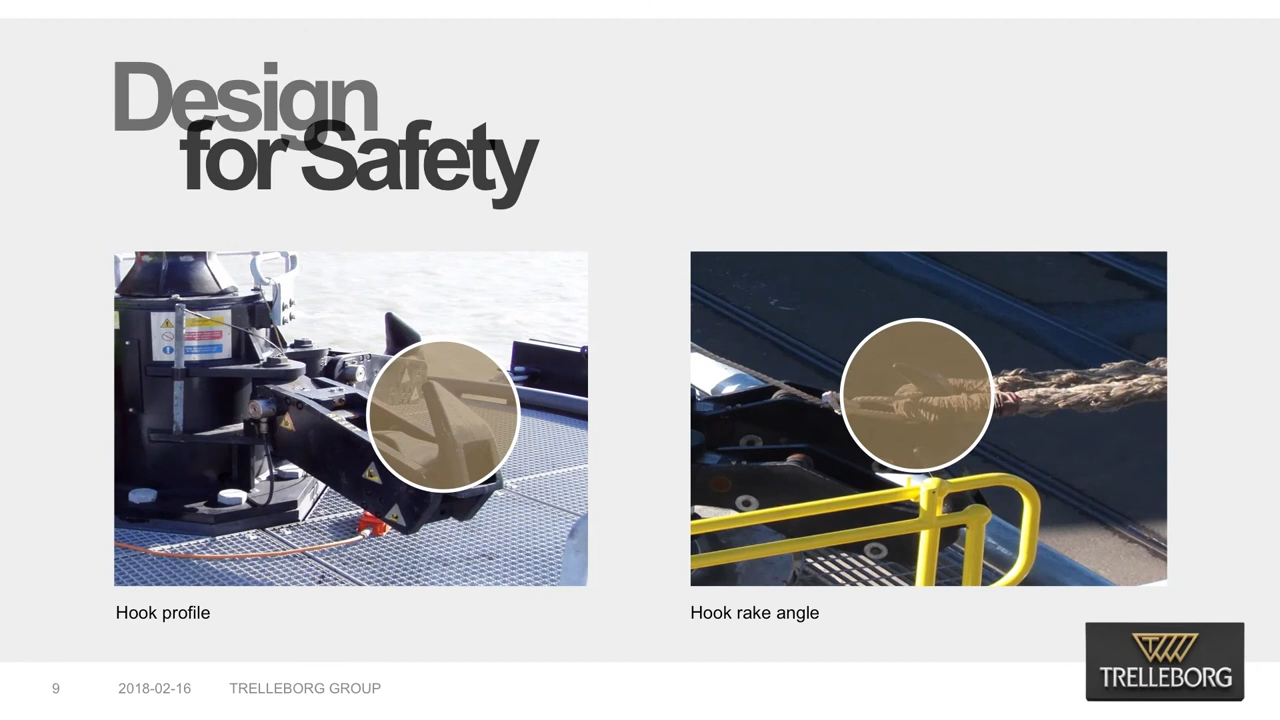 Design
for Safety
Hook profile
Hook rake angle
TRELLEBORG
9 2018-02-16 TRELLEBORG GROUP